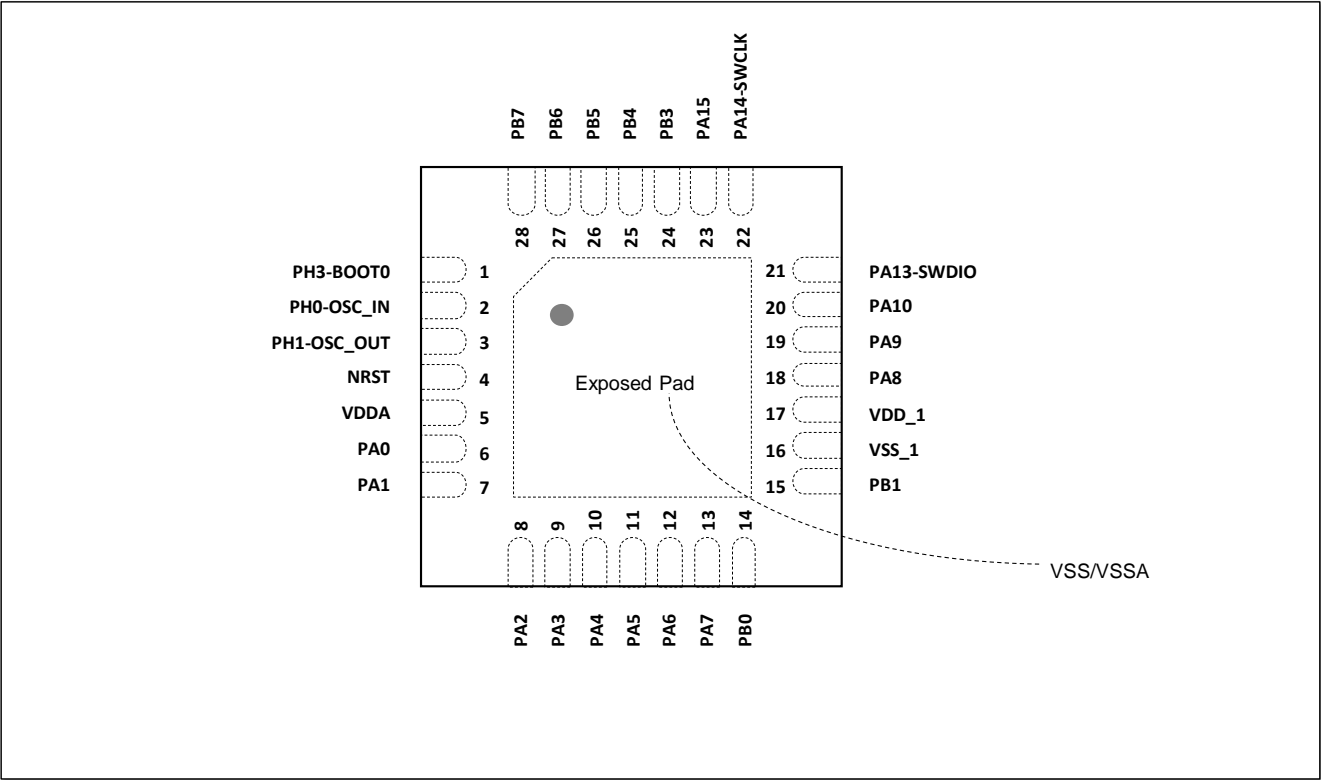 PB7 PB6 PB5 PB4 PB3 PA15 PA14-SWCLK
28 27 26 25 24 23 22
PH3-BOOT0 1 21 PA13-SWDIO
PH0-OSC_IN 2 20 PA10
PH1-OSC_OUT 3 19 PA9
NRST 4 18 PA8
Exposed Pad
VDDA 5 17 VDD_1
PA0 6 16 VSS_1
PA1 7 15 PB1
8 9 10 11 12 13 14
VSS/VSSA
PA2 PA3 PA4 PA5 PA6 PA7 PB0